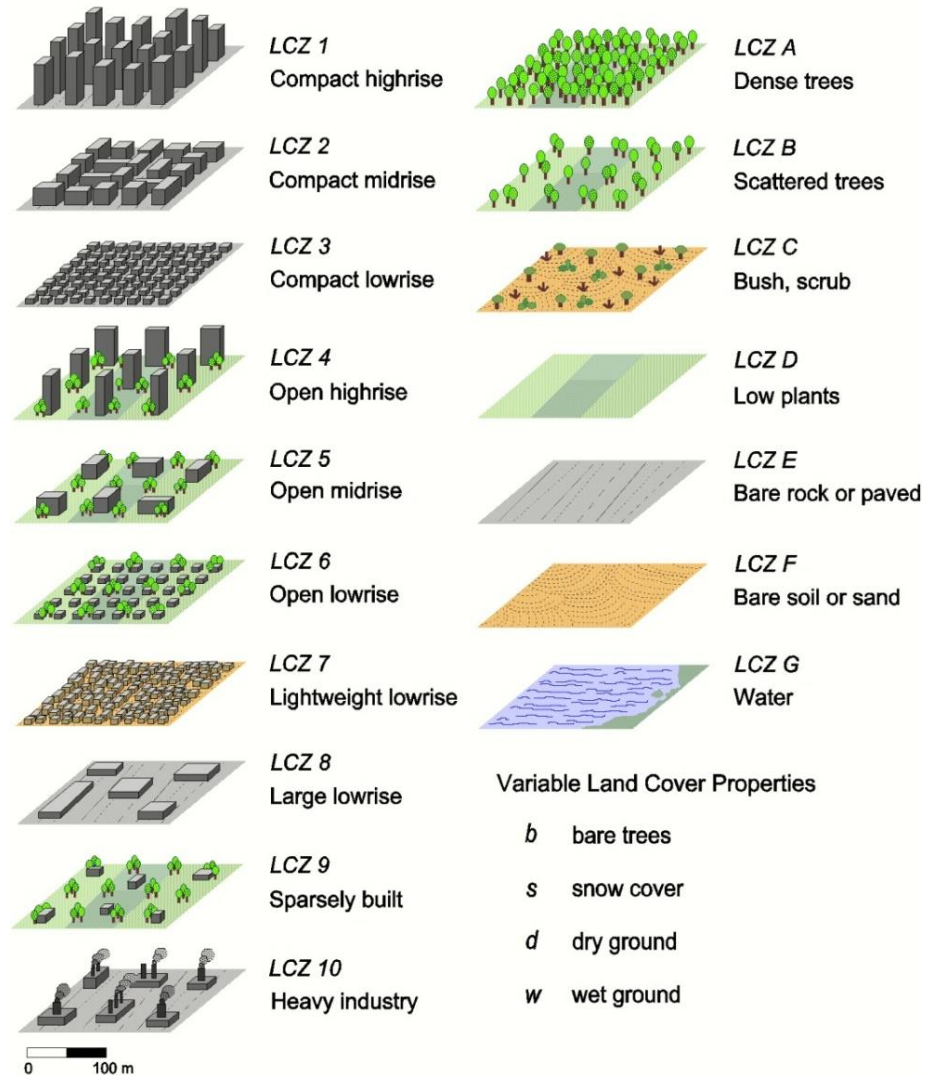 LCZ 1
Compact highrise
LCZ 2
Compact midrise
LCZ 3
Compact lowrise
LCZ 4
Open highrise
LCZ 5
Open midrise
LCZ 6
Open lowrise
LCZ 7
Lightweight lowrise
LCZ 8
Large lowrise
LCZ 9
Sparsely built
LCZ 10
Heavy industry
0 100 m
LCZ A
Dense trees
LCZ B
Scattered trees
LCZ C
Bush, scrub
LCZ D
Low plants
LCZ E
Bare rock or paved
LCZ F
Bare soil or sand
LCZ G
Water
Variable Land Cover Properties
b bare trees
s snow cover
d dry ground
w wet ground